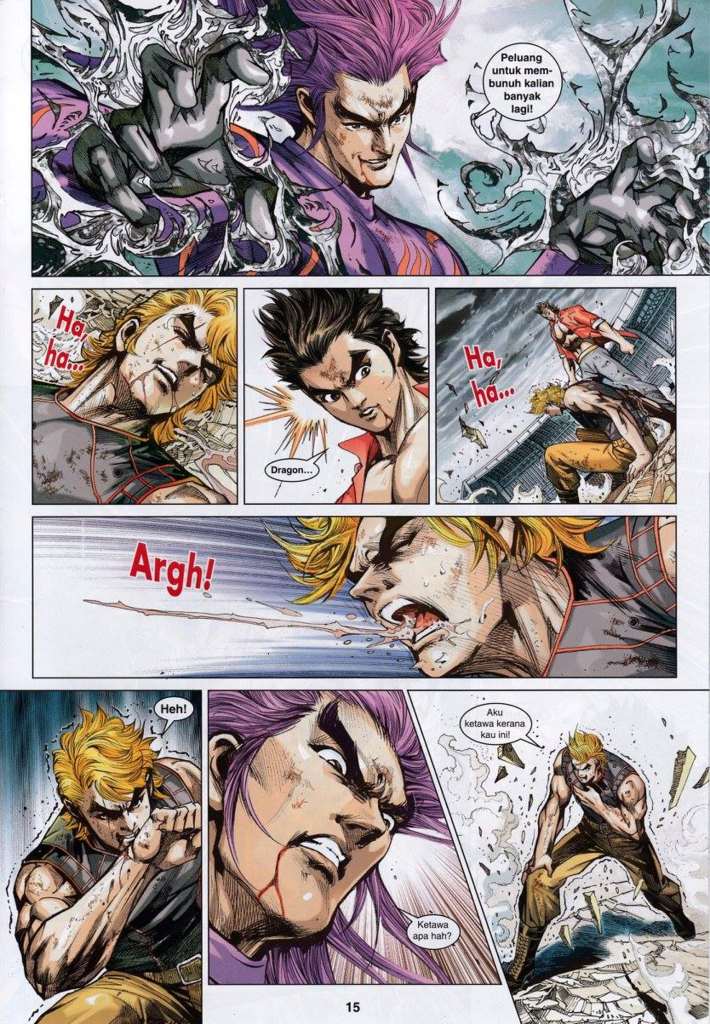 Peluang
untuk mem-
bunuh kalian
banyak
lagi!
Ha,
ha...
Dragon...
Ha,
ha...
Argh!
Heh!
Ketawa
apa hah?
Aku
ketawa kerana
kau ini!
15